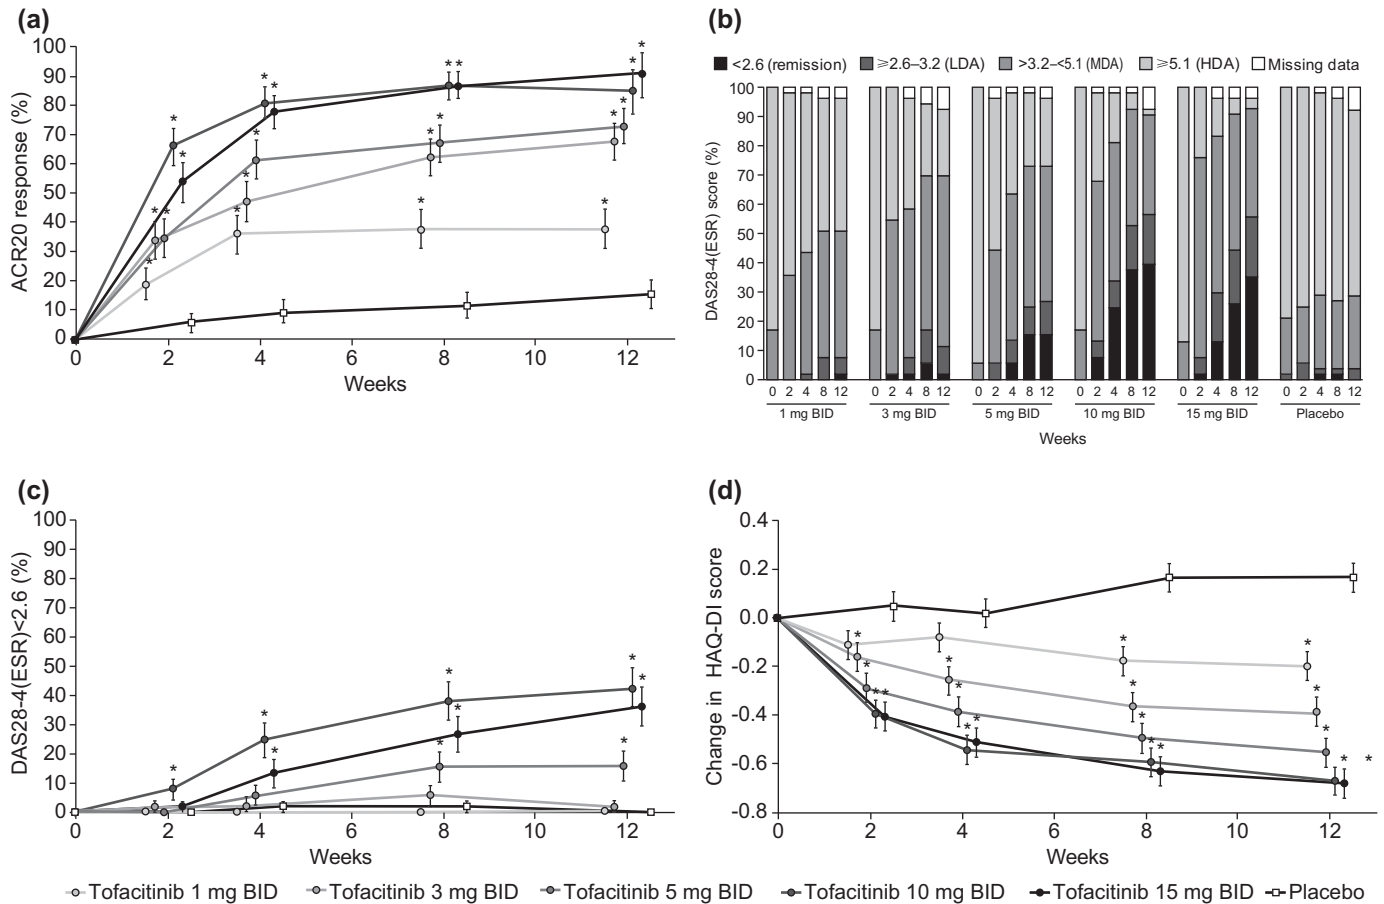 (a)
100
90
80
70
60
50
40
30
20
10
0
ACR20 response (%)
* * * * * * * * * * * * * * * * * * * *
0 2 4 6 8 10 12
Weeks
(b)
<2.6 (remission) ≥2.6–3.2 (LDA) >3.2–<5.1 (MDA) ≥5.1 (HDA) Missing data
100
90
80
70
60
50
40
30
20
10
0
DAS28-4(ESR) score (%)
0 2 4 8 12 0 2 4 8 12 0 2 4 8 12 0 2 4 8 12 0 2 4 8 12 0 2 4 8 12
1 mg BID 3 mg BID 5 mg BID 10 mg BID 15 mg BID Placebo
Weeks
(c)
100
90
80
70
60
50
40
30
20
10
0
DAS28-4(ESR)<2.6 (%)
* * * * * * * * *
0 2 4 6 8 10 12
Weeks
(d)
0.4
0.2
0.0
-0.2
-0.4
-0.6
-0.8
Change in HAQ-DI score
* * * * * * * * * * * * * * * * * *
0 2 4 6 8 10 12
Weeks
Tofacitinib 1 mg BID Tofacitinib 3 mg BID Tofacitinib 5 mg BID Tofacitinib 10 mg BID Tofacitinib 15 mg BID Placebo